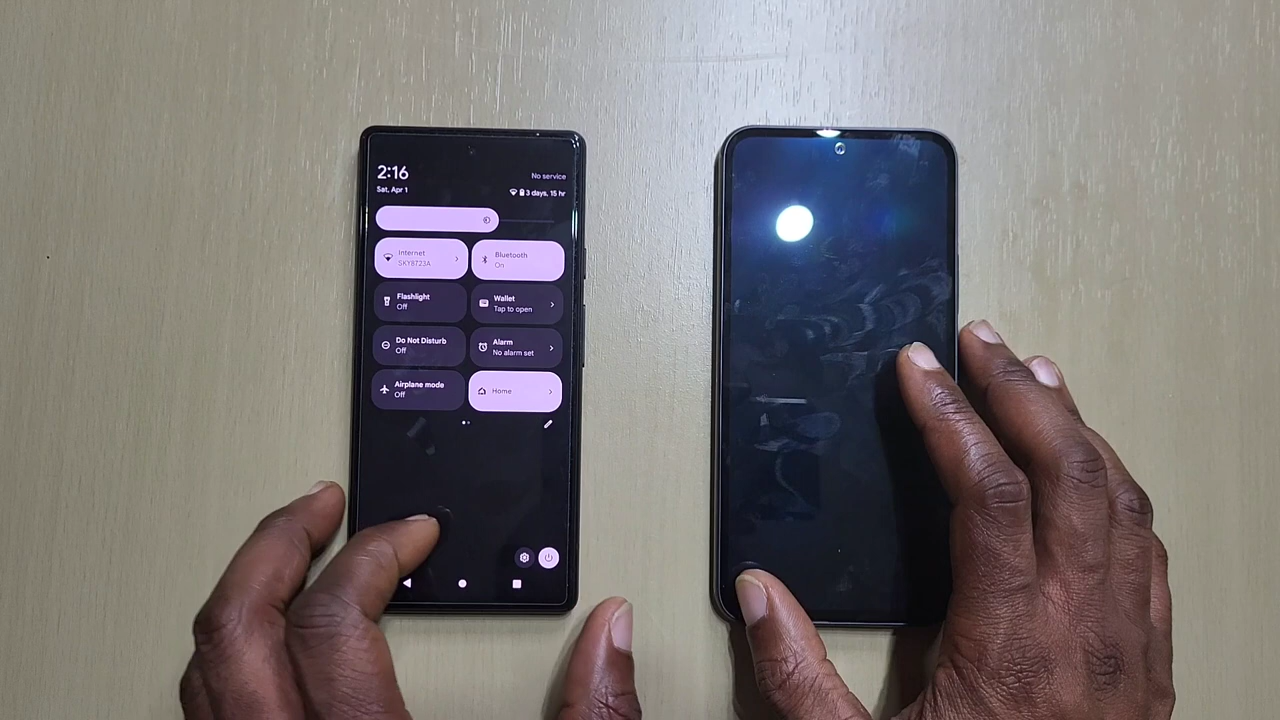 2:16
No service
Sat, Apr 1
3 days, 15 hr
Internet
SKY8723A
Bluetooth
On
Flashlight
Off
Wallet
Tap to open
Do Not Disturb
Off
Alarm
No alarm set
Airplane mode
Off
Home